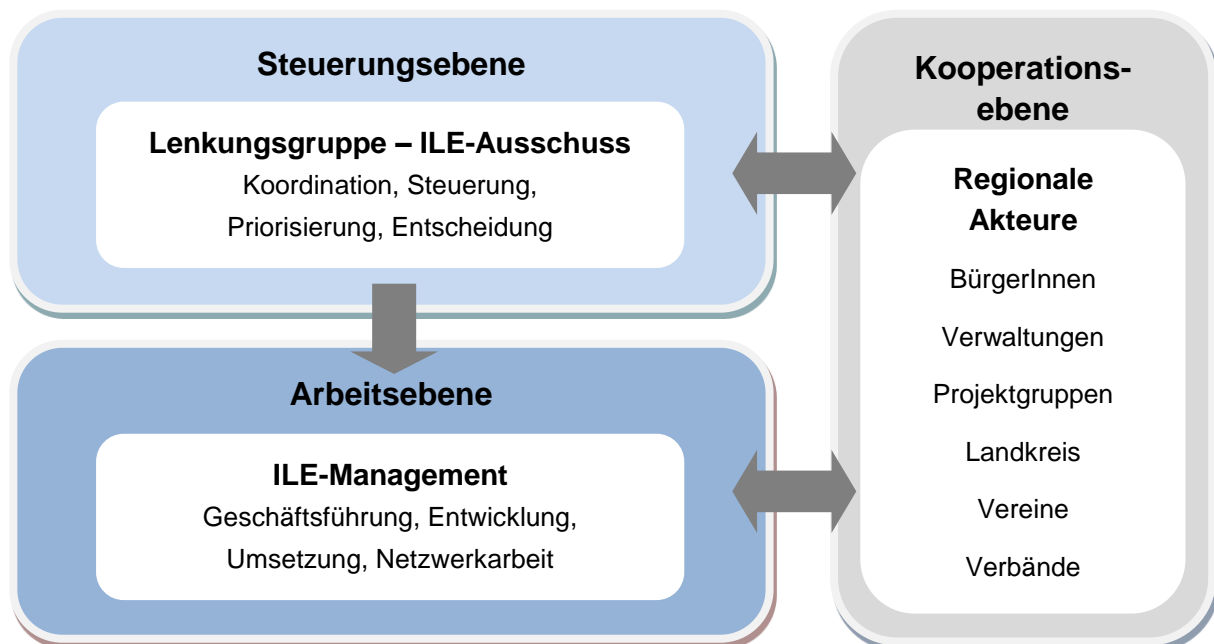 Steuerungsebene
Lenkungsgruppe – ILE-Ausschuss
Koordination, Steuerung,
Priorisierung, Entscheidung
Arbeitsebene
ILE-Management
Geschäftsführung, Entwicklung,
Umsetzung, Netzwerkarbeit
Kooperations-
ebene
Regionale
Akteure
BürgerInnen
Verwaltungen
Projektgruppen
Landkreis
Vereine
Verbände